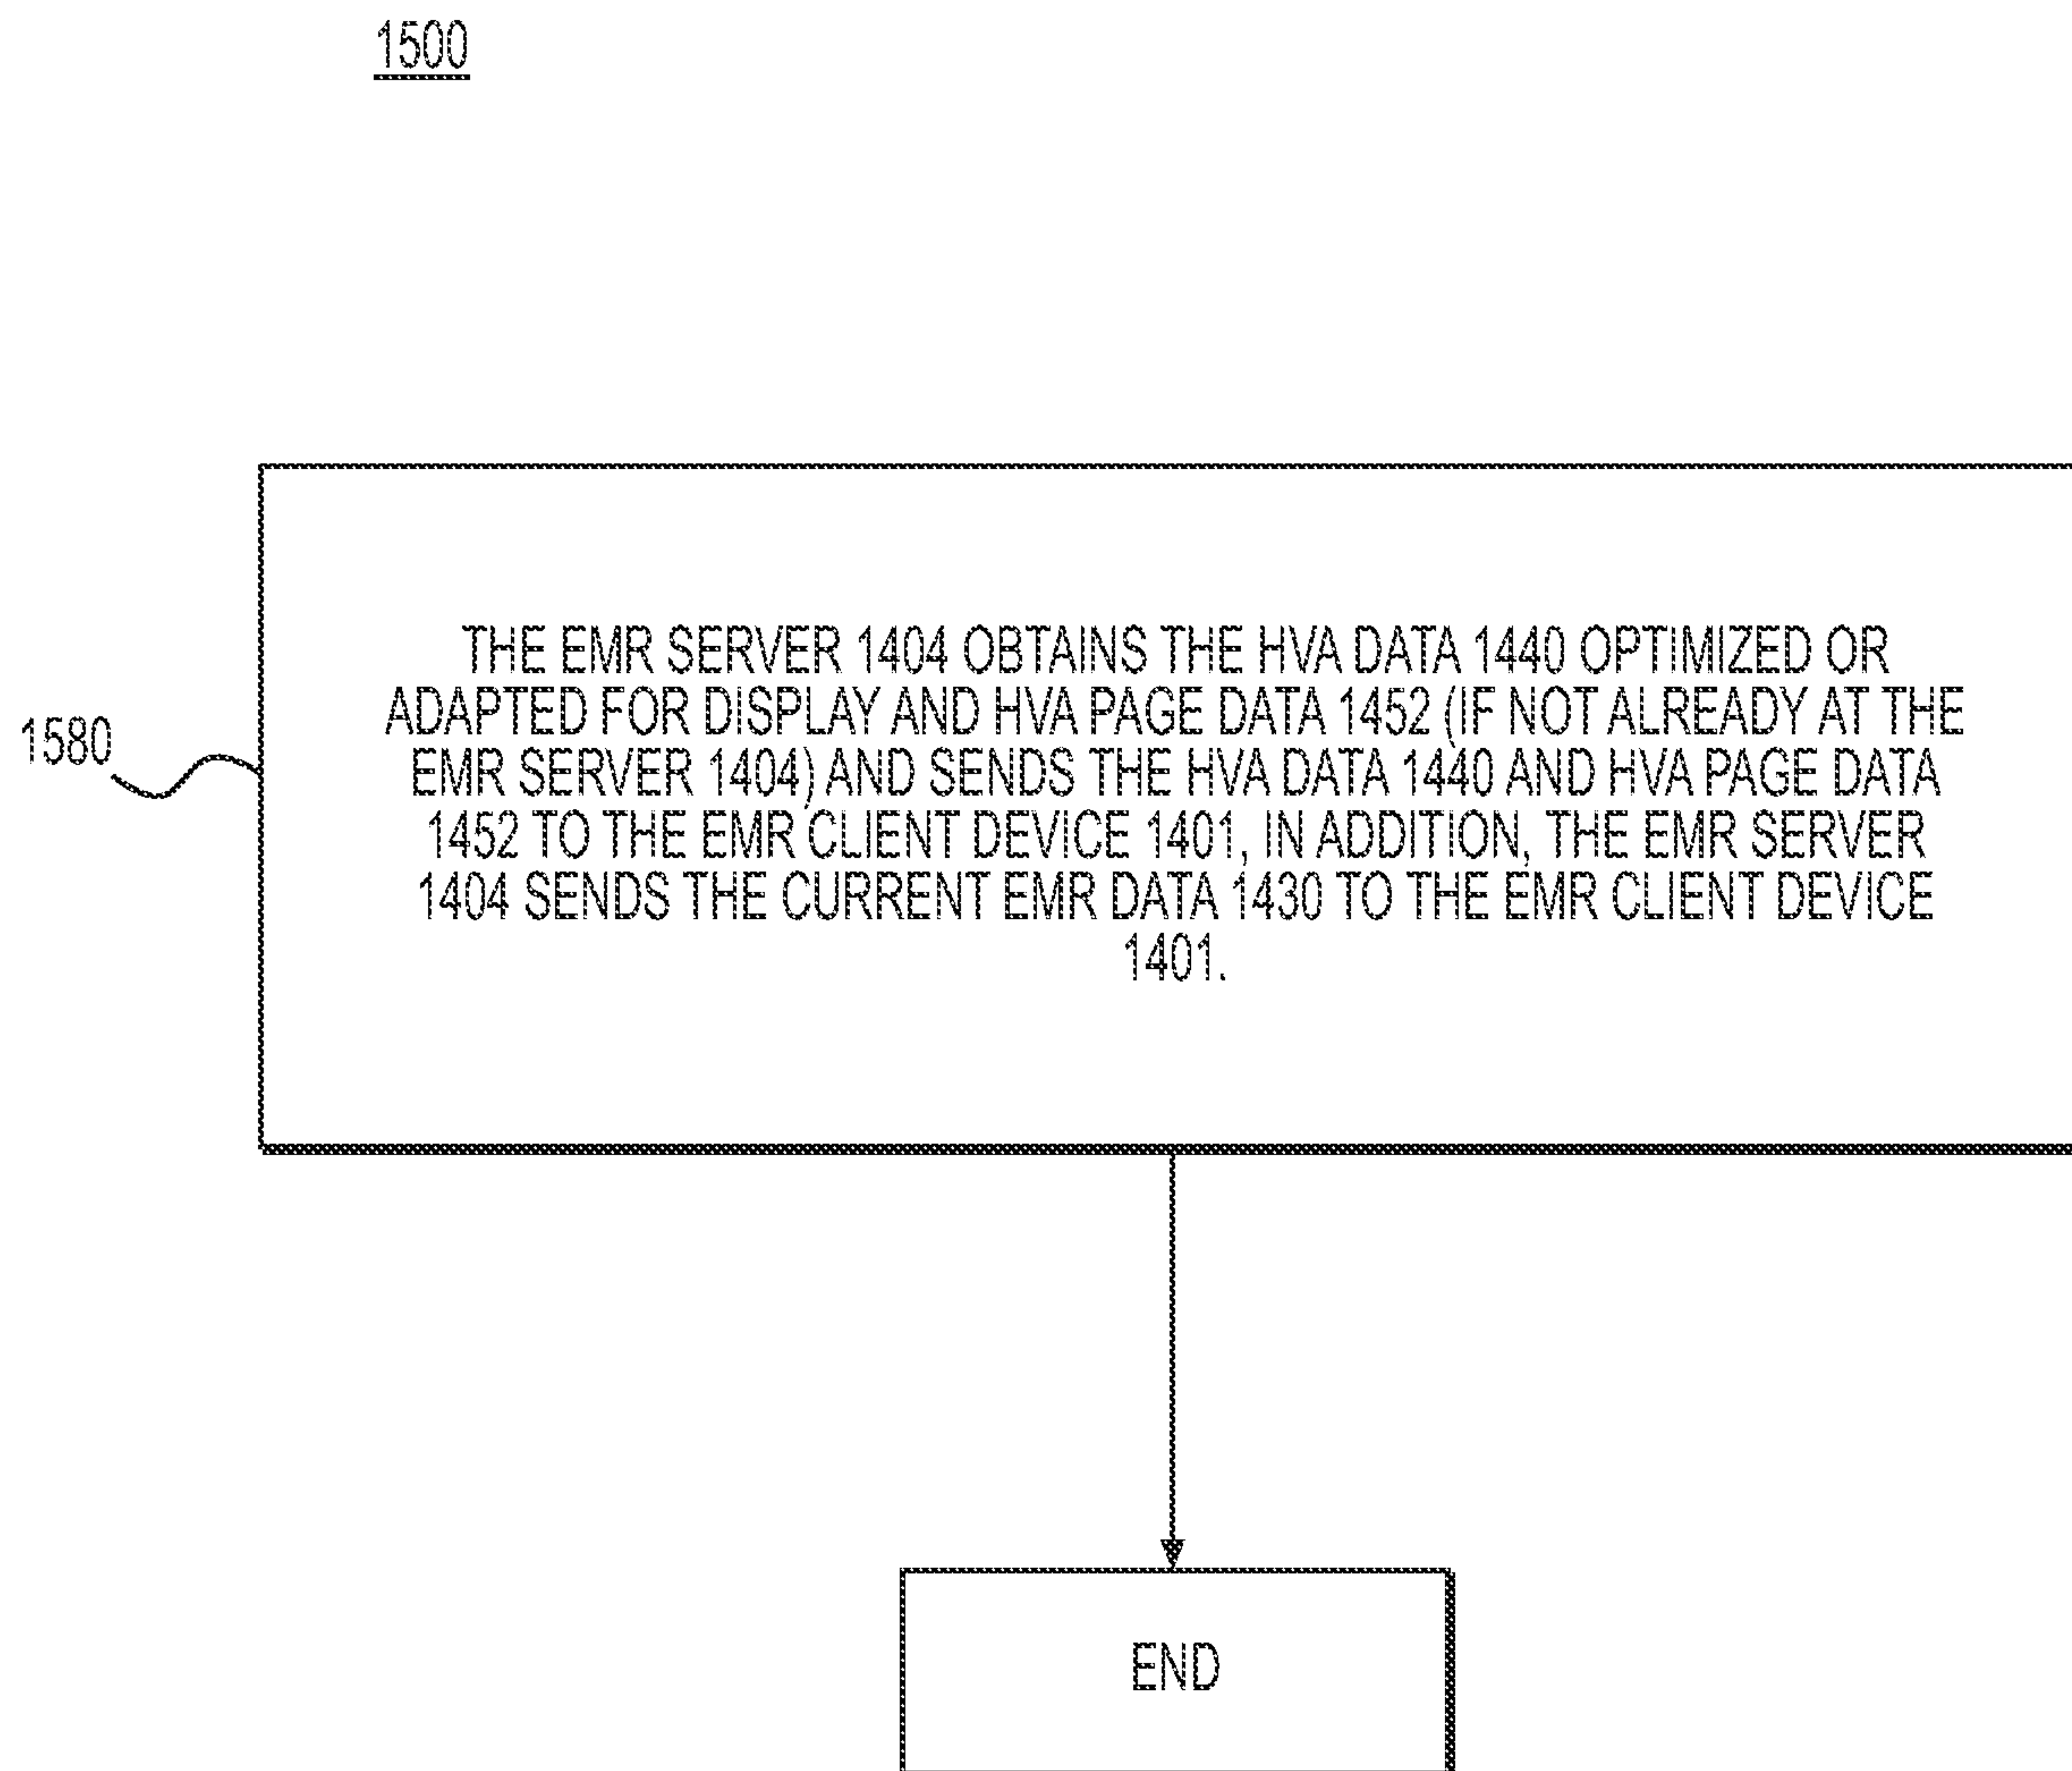 1500
THE EMR SERVER 1404 OBTAINS THE HVA DATA 1440 OPTIMIZED OR
ADAPTED FOR DISPLAY AND HVA PAGE DATA 1452 (IF NOT ALREADY AT THE
EMR SERVER 1404) AND SENDS THE HVA DATA 1440 AND HVA PAGE DATA
1452 TO THE EMR CLIENT DEVICE 1401, IN ADDITION, THE EMR SERVER
1404 SENDS THE CURRENT EMR DATA 1430 TO THE EMR CLIENT DEVICE
1401.
1580
END